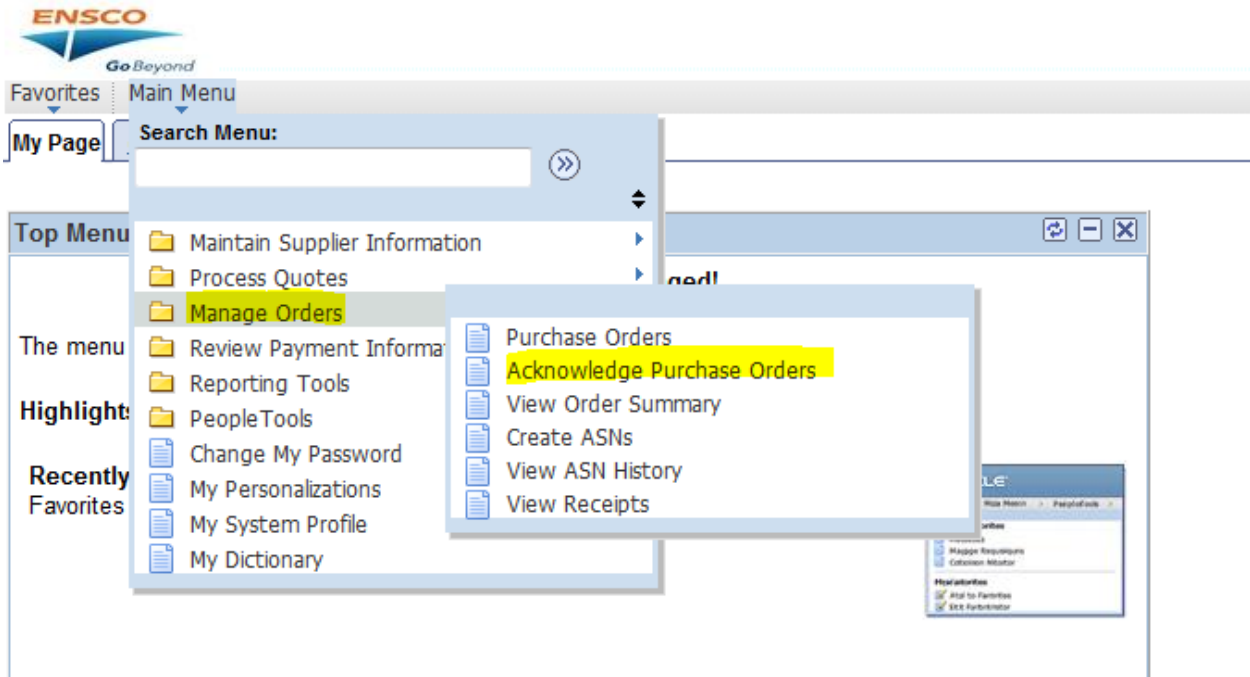 ENSCO
Go Beyond
Favorites Main Menu
My Page
Search Menu:
Top Menu
Maintain Supplier Information
Process Quotes
Manage Orders
The menu
Review Payment
Reporting Tools
Highlights
PeopleTools
Change My Password
Recently
Favorites
My Personalizations
My System Profile
My Dictionary
Purchase Orders
Acknowledge Purchase Orders
View Order Summary
Create ASNs
View ASN History
View Receipts